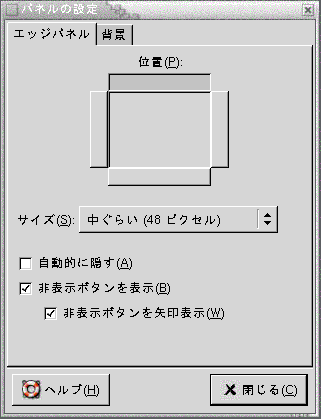 パネルの設定
エッジパネル 背景
位置(P):
サイズ(S): 中ぐらい (48 ピクセル)
自動的に隠す(A)
非表示ボタンを表示(B)
非表示ボタンを矢印表示(W)
ヘルプ(H) 閉じる(C)